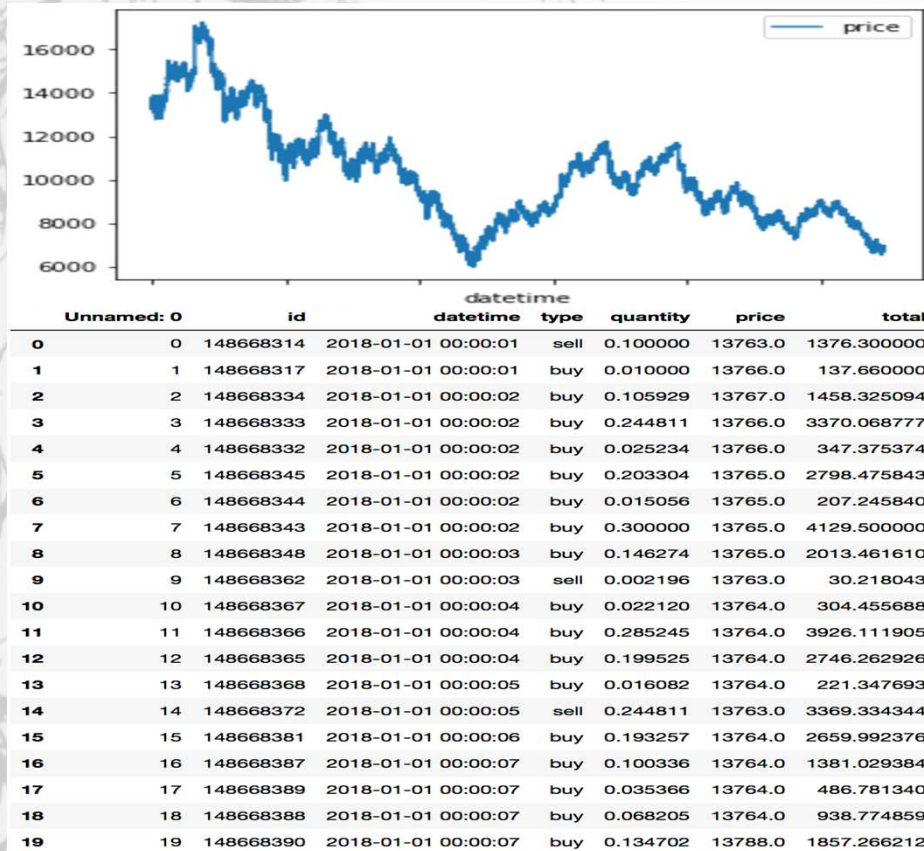 price
16000
14000
12000
10000
8000
6000
datetime
Unnamed: 0 id datetime type quantity price total
0 0 148668314 2018-01-01 00:00:01 sell 0.100000 13763.0 1376.300000
1 1 148668317 2018-01-01 00:00:01 buy 0.010000 13766.0 137.660000
2 2 148668334 2018-01-01 00:00:02 buy 0.105929 13767.0 1458.325094
3 3 148668333 2018-01-01 00:00:02 buy 0.244811 13766.0 3370.068777
4 4 148668332 2018-01-01 00:00:02 buy 0.025234 13766.0 347.375374
5 5 148668345 2018-01-01 00:00:02 buy 0.203304 13765.0 2798.475843
6 6 148668344 2018-01-01 00:00:02 buy 0.015056 13765.0 207.245840
7 7 148668343 2018-01-01 00:00:02 buy 0.300000 13765.0 4129.500000
8 8 148668348 2018-01-01 00:00:03 buy 0.146274 13765.0 2013.461610
9 9 148668362 2018-01-01 00:00:03 sell 0.002196 13763.0 30.218043
10 10 148668367 2018-01-01 00:00:04 buy 0.022120 13764.0 304.455688
11 11 148668366 2018-01-01 00:00:04 buy 0.285245 13764.0 3926.111905
12 12 148668365 2018-01-01 00:00:04 buy 0.199525 13764.0 2746.262926
13 13 148668368 2018-01-01 00:00:05 buy 0.016082 13764.0 221.347693
14 14 148668372 2018-01-01 00:00:05 sell 0.244811 13763.0 3369.334344
15 15 148668381 2018-01-01 00:00:06 buy 0.193257 13764.0 2659.992376
16 16 148668387 2018-01-01 00:00:07 buy 0.100336 13764.0 1381.029384
17 17 148668389 2018-01-01 00:00:07 buy 0.035366 13764.0 486.781340
18 18 148668388 2018-01-01 00:00:07 buy 0.068205 13764.0 938.774859
19 19 148668390 2018-01-01 00:00:07 buy 0.134702 13788.0 1857.266212